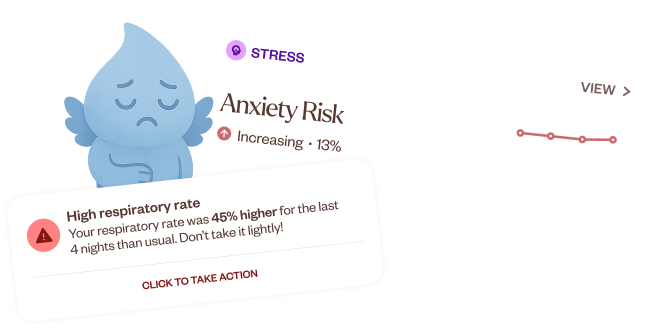 STRESS
VIEW
Anxiety Risk
Increasing · 13%
High respiratory rate
Your respiratory rate was 45% higher for the last
4 nights than usual. Don't take it lightly!
CLICK TO TAKE ACTION